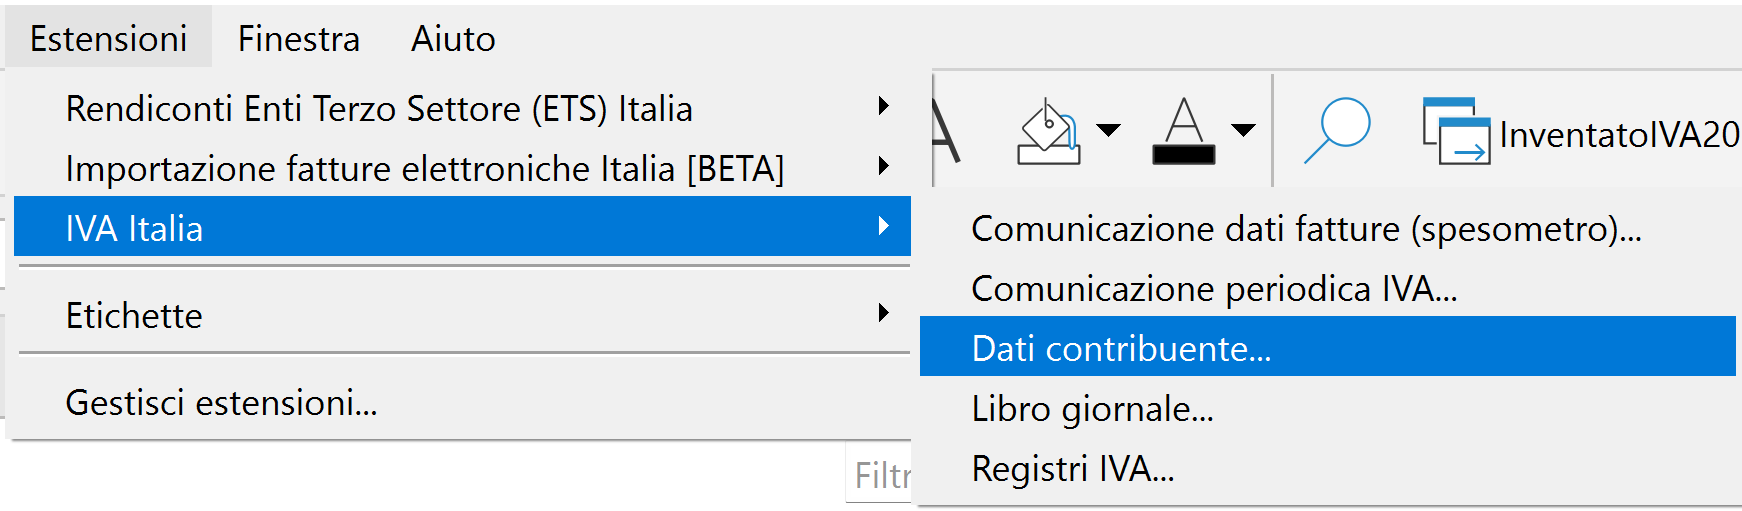 Estensioni Finestra Aiuto
Rendiconti Enti Terzo Settore (ETS) Italia
Importazione fatture elettroniche Italia [BETA]
IVA Italia
Etichette
Gestisci estensioni...
A InventatoIVA20
Comunicazione dati fatture (spesometro)...
Comunicazione periodica IVA...
Dati contribuente...
Libro giornale...
Registri IVA...
Filtr